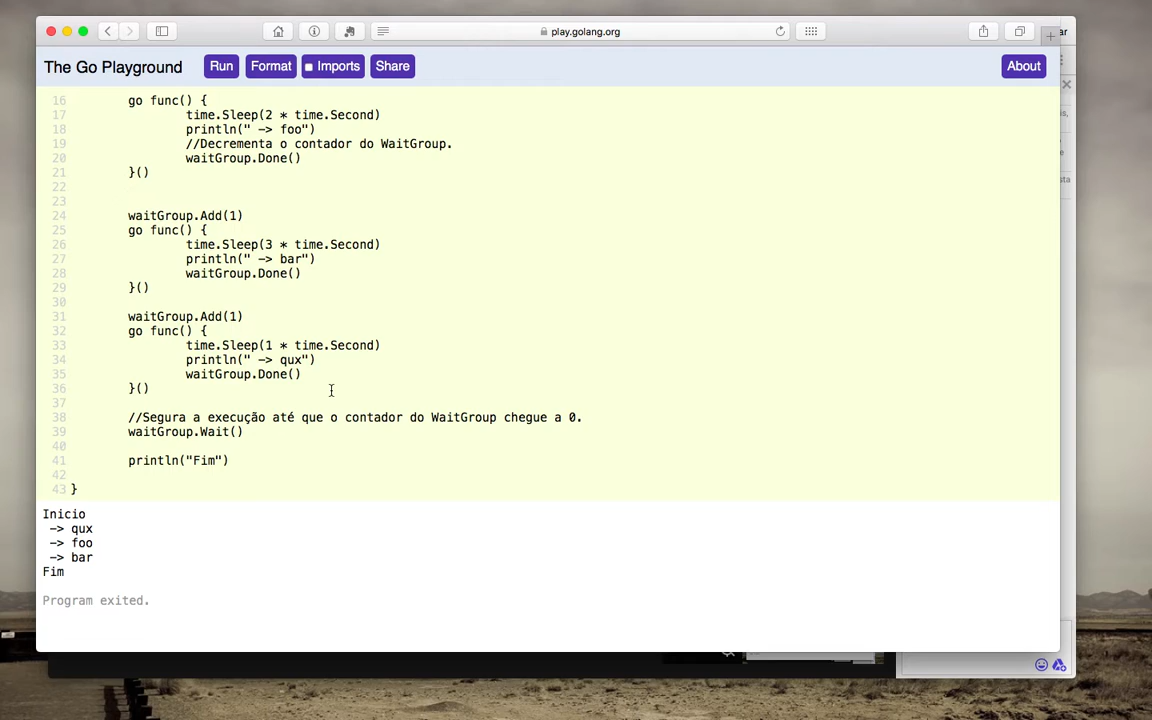 play.golang.org
ar
The Go Playground Run Format Imports Share About
16 go func() {
17 time.Sleep(2 * time.Second)
18 println(" -> foo")
19 //Decrementa o contador do WaitGroup.
20 waitGroup.Done()
21 }()
22
23
24 waitGroup.Add(1)
25 go func() {
26 time.Sleep(3 * time.Second)
27 println(" -> bar")
28 waitGroup.Done()
29 }()
30
31 waitGroup.Add(1)
32 go func() {
33 time.Sleep(1 * time.Second)
34 println(" -> qux")
35 waitGroup.Done()
36 }()
37
38 //Segura a execução até que o contador do WaitGroup chegue a 0.
39 waitGroup.Wait()
40
41 println("Fim")
42
43 }
Inicio
-> qux
-> foo
-> bar
Fim
Program exited.